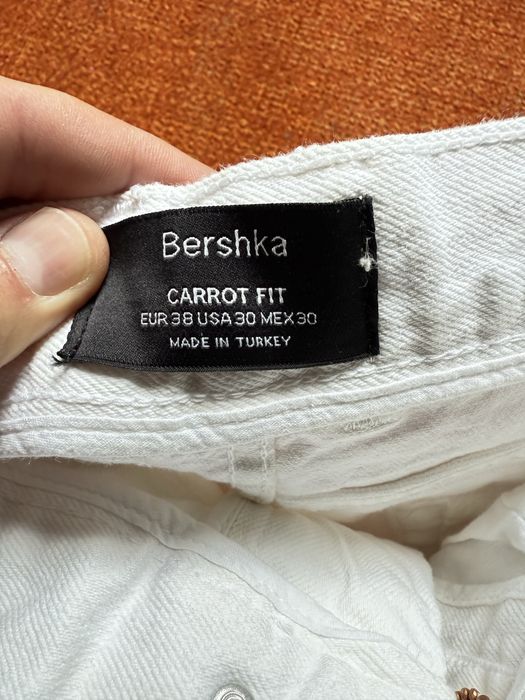 Bershka
CARROT FIT
EUR 38 USA 30 MEX 30
MADE IN TURKEY